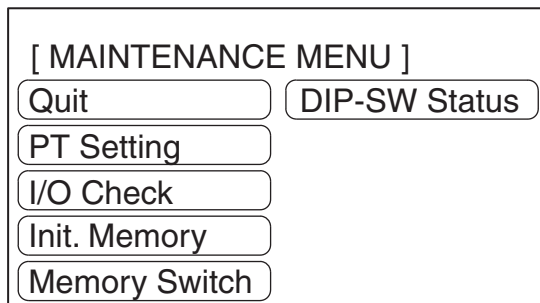 [ MAINTENANCE MENU ]
Quit
DIP-SW Status
PT Setting
I/O Check
Init. Memory
Memory Switch